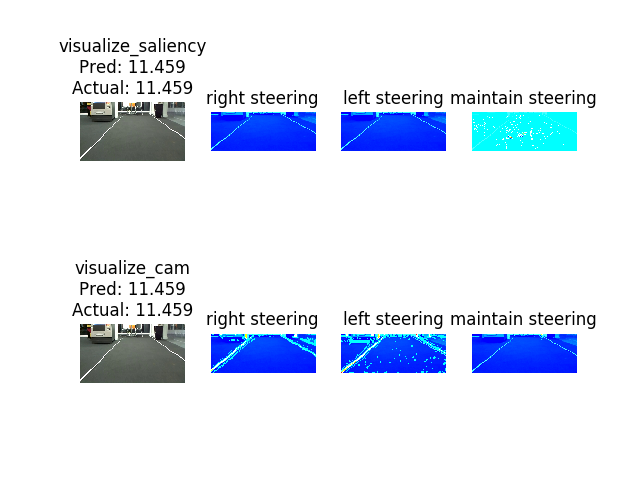 visualize_saliency
Pred: 11.459
Actual: 11.459
right steering
left steering
maintain steering
visualize_cam
Pred: 11.459
Actual: 11.459
right steering
left steering
maintain steering